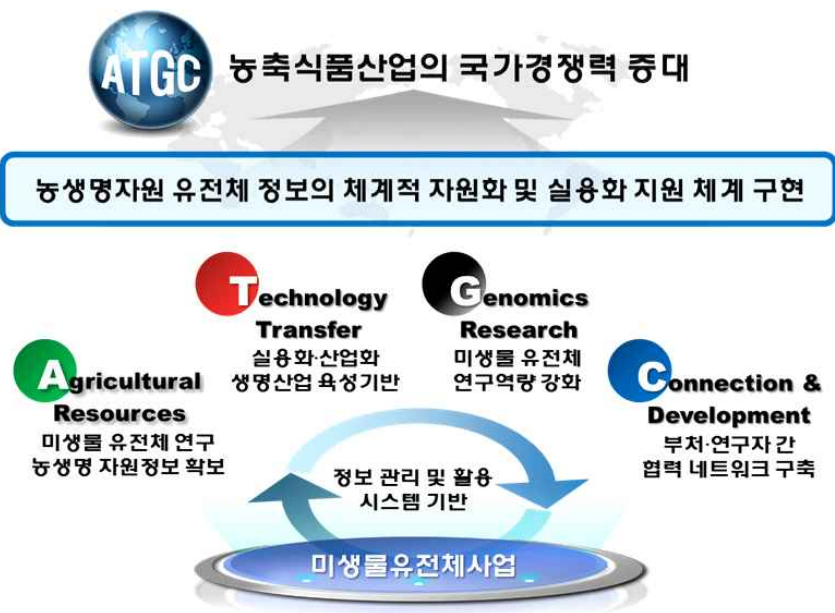 ATGC
농축식품산업의 국가경쟁력 증대
농생명자원 유전체 정보의 체계적 자원화 및 실용화 지원 체계 구현
Technology
Transfer
실용화·산업화
생명산업 육성기반
Genomics
Research
미생물 유전체
연구역량 강화
Agricultural
Resources
미생물 유전체 연구
농생명 자원정보 확보
Connection &
Development
부처·연구자 간
협력 네트워크 구축
정보 관리 및 활용
시스템 기반
미생물유전체사업